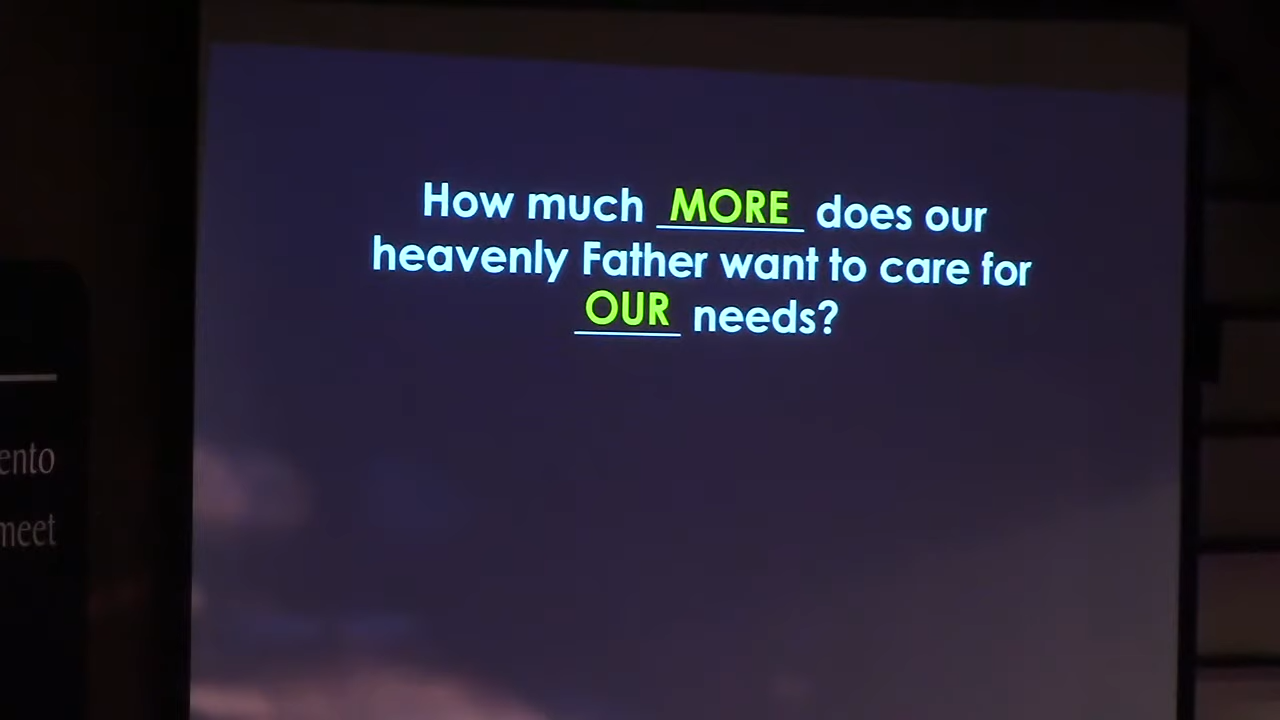 How much MORE does our
heavenly Father want to care for
OUR needs?
ento
meet